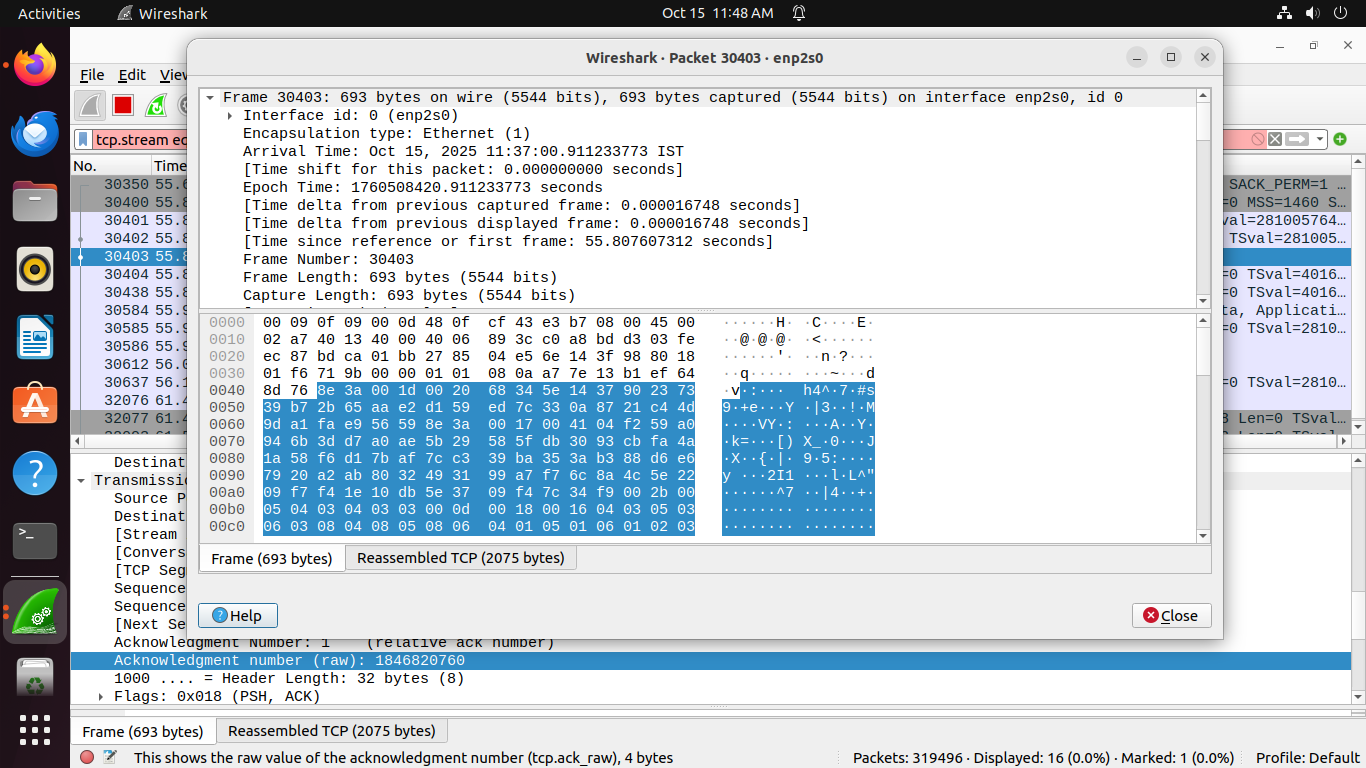 Activities Wireshark Oct 15 11:48 AM
Wireshark · Packet 30403 · enp2s0
File Edit View
tcp.stream eq
No. Time
30350 55.6 SACK_PERM=1 …
30400 55.8 =0 MSS=1460 S…
30401 55.8 val=281005764…
30402 55.8 TSval=281005…
30403 55.8
30404 55.8 =0 TSval=4016…
30438 55.8 =0 TSval=4016…
30584 55.9 ta, Applicati…
30585 55.9 =0 TSval=2810…
30586 55.9
30612 56.0
30637 56.1 =0 TSval=2810…
32076 61.4
32077 61.4 Len=0 TSval…
Frame 30403: 693 bytes on wire (5544 bits), 693 bytes captured (5544 bits) on interface enp2s0, id 0
Interface id: 0 (enp2s0)
Encapsulation type: Ethernet (1)
Arrival Time: Oct 15, 2025 11:37:00.911233773 IST
[Time shift for this packet: 0.000000000 seconds]
Epoch Time: 1760508420.911233773 seconds
[Time delta from previous captured frame: 0.000016748 seconds]
[Time delta from previous displayed frame: 0.000016748 seconds]
[Time since reference or first frame: 55.807607312 seconds]
Frame Number: 30403
Frame Length: 693 bytes (5544 bits)
Capture Length: 693 bytes (5544 bits)
0000 00 09 0f 09 00 0d 48 0f cf 43 e3 b7 08 00 45 00 ······H· ·C····E·
0010 02 a7 40 13 40 00 40 06 89 3c c0 a8 bd d3 03 fe ··@·@·@· ·<······
0020 ec 87 bd ca 01 bb 27 85 04 e5 6e 14 3f 98 80 18 ······'· ··n·?···
0030 01 f6 71 9b 00 00 01 01 08 0a a7 7e 13 b1 ef 64 ··q····· ···~···d
0040 8d 76 8e 3a 00 1d 00 20 68 34 5e 14 37 90 23 73 ·v·:··· h4^·7·#s
0050 39 b7 2b 65 aa e2 d1 59 ed 7c 33 0a 87 21 c4 4d 9·+e···Y ·|3··!·M
0060 9d a1 fa e9 56 59 8e 3a 00 17 00 41 04 f2 59 a0 ····VY·: ···A··Y·
0070 94 6b 3d d7 a0 ae 5b 29 58 5f db 30 93 cb fa 4a ·k=···[) X_·0···J
0080 1a 58 f6 d1 7b af 7c c3 39 ba 35 3a b3 88 d6 e6 ·X··{·|· 9·5:····
0090 79 20 a2 ab 80 32 49 31 99 a7 f7 6c 8a 4c 5e 22 y ···2I1 ···l·L^"
00a0 09 f7 f4 1e 10 db 5e 37 09 f4 7c 34 f9 00 2b 00 ······^7 ··|4··+·
00b0 05 04 03 04 03 03 00 0d 00 18 00 16 04 03 05 03 ········ ········
00c0 06 03 08 04 08 05 08 06 04 01 05 01 06 01 02 03 ········ ········
Frame (693 bytes) Reassembled TCP (2075 bytes)
Help Close
Destinat
Transmiss
Source P
Destinat
[Stream
[Convers
[TCP Seg
Sequence
Sequence
[Next Se
Acknowledgment Number: 1 (relative ack number)
Acknowledgment number (raw): 1846820760
1000 .... = Header Length: 32 bytes (8)
Flags: 0x018 (PSH, ACK)
Frame (693 bytes) Reassembled TCP (2075 bytes)
This shows the raw value of the acknowledgment number (tcp.ack_raw), 4 bytes Packets: 319496 · Displayed: 16 (0.0%) · Marked: 1 (0.0%) Profile: Default